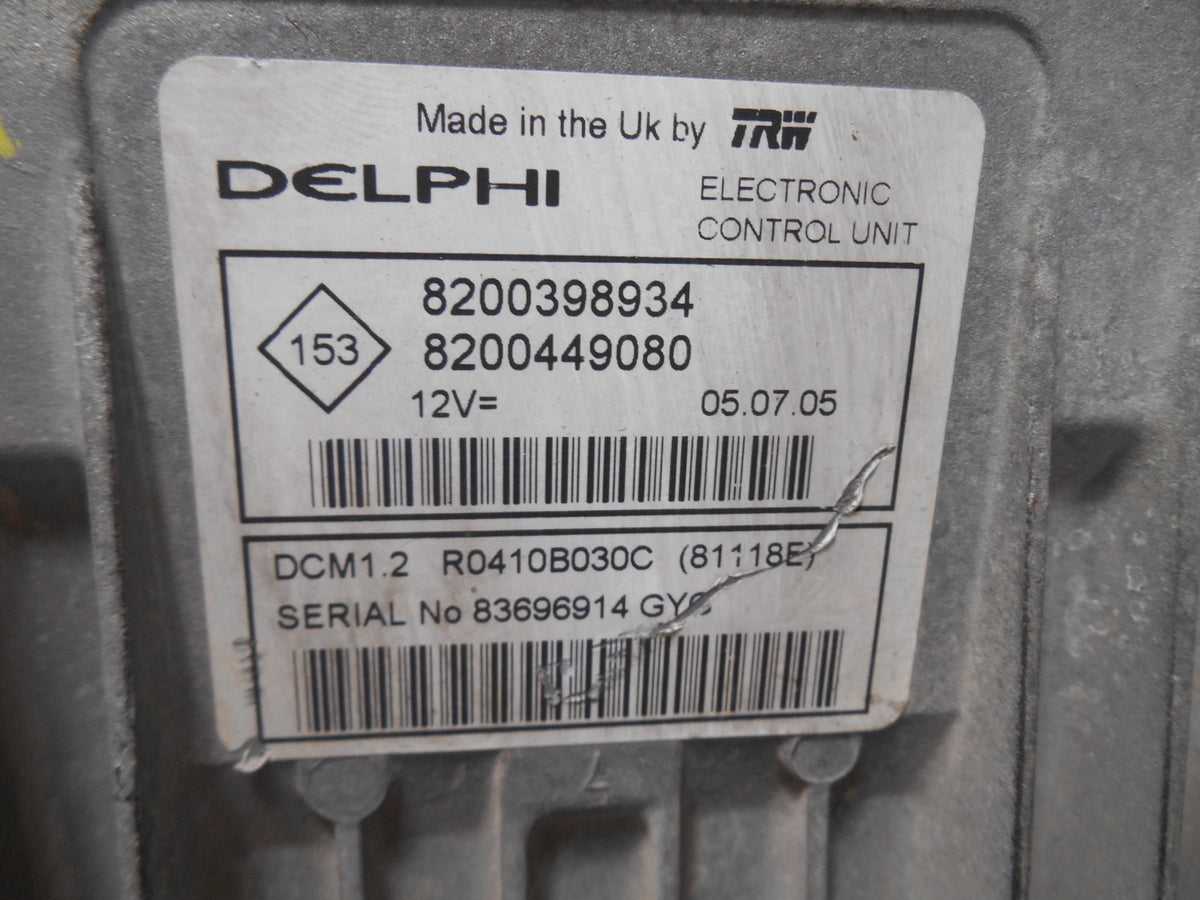 Made in the Uk by TRW
DELPHI
ELECTRONIC
CONTROL UNIT
153
8200398934
8200449080
12V=
05.07.05
DCM1.2 R0410B030C (81118E)
SERIAL No 83696914